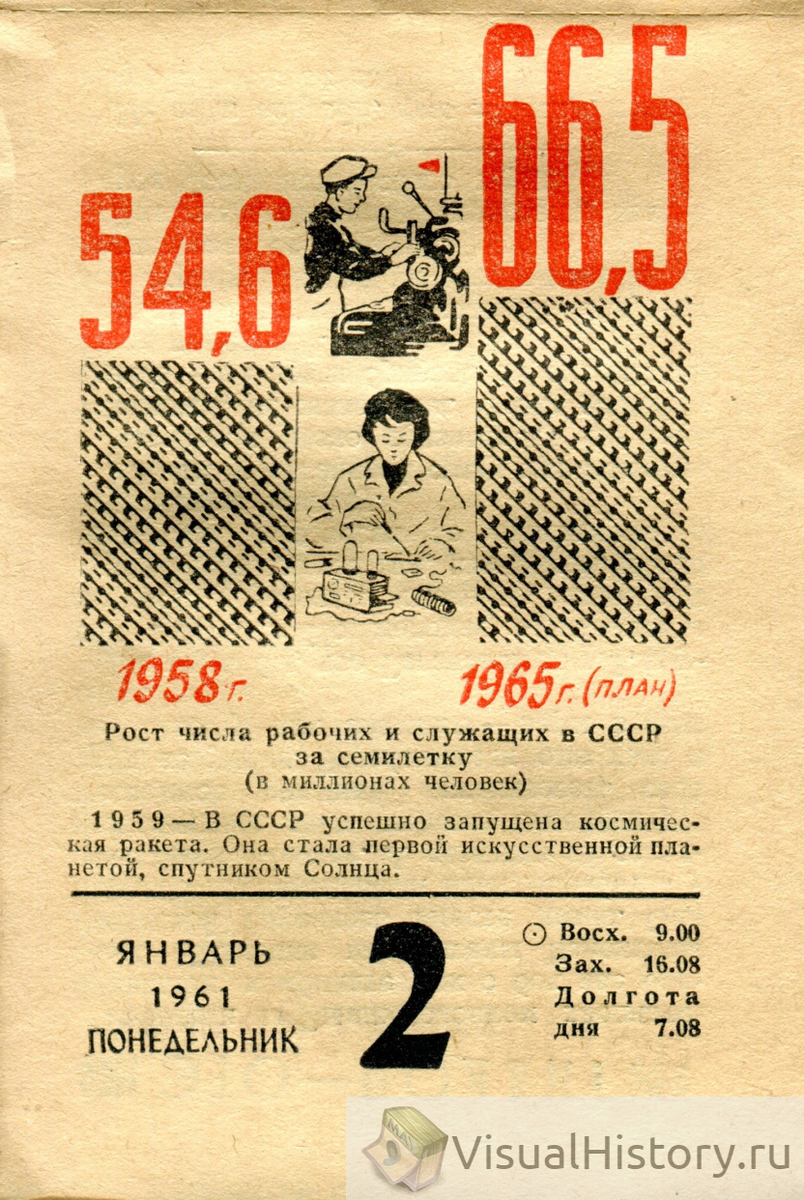 66,5
54,6
1958 г.
1965 г. (ПЛАН)
Рост числа рабочих и служащих в СССР
за семилетку
(в миллионах человек)
1959 — В СССР успешно запущена космичес-
кая ракета. Она стала первой искусственной пла-
нетой, спутником Солнца.
ЯНВАРЬ
1961
ПОНЕДЕЛЬНИК
2
Восх. 9.00
Зах. 16.08
Долгота
дня 7.08
VisualHistory.ru